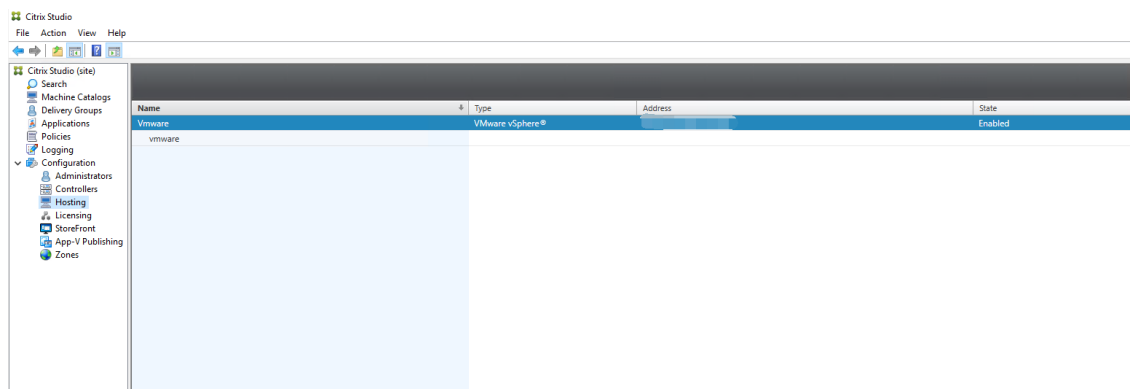 Citrix Studio
File Action View Help
Citrix Studio (site)
Search
Machine Catalogs
Delivery Groups
Applications
Policies
Logging
Configuration
Administrators
Controllers
Hosting
Licensing
StoreFront
App-V Publishing
Zones
Name Type Address State
Vmware VMware vSphere® Enabled
vmware